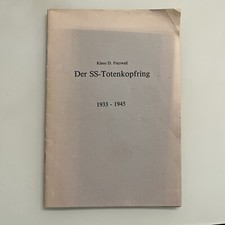 Klaus D. Patzwall
Der SS-Totenkopfring
1933 - 1945